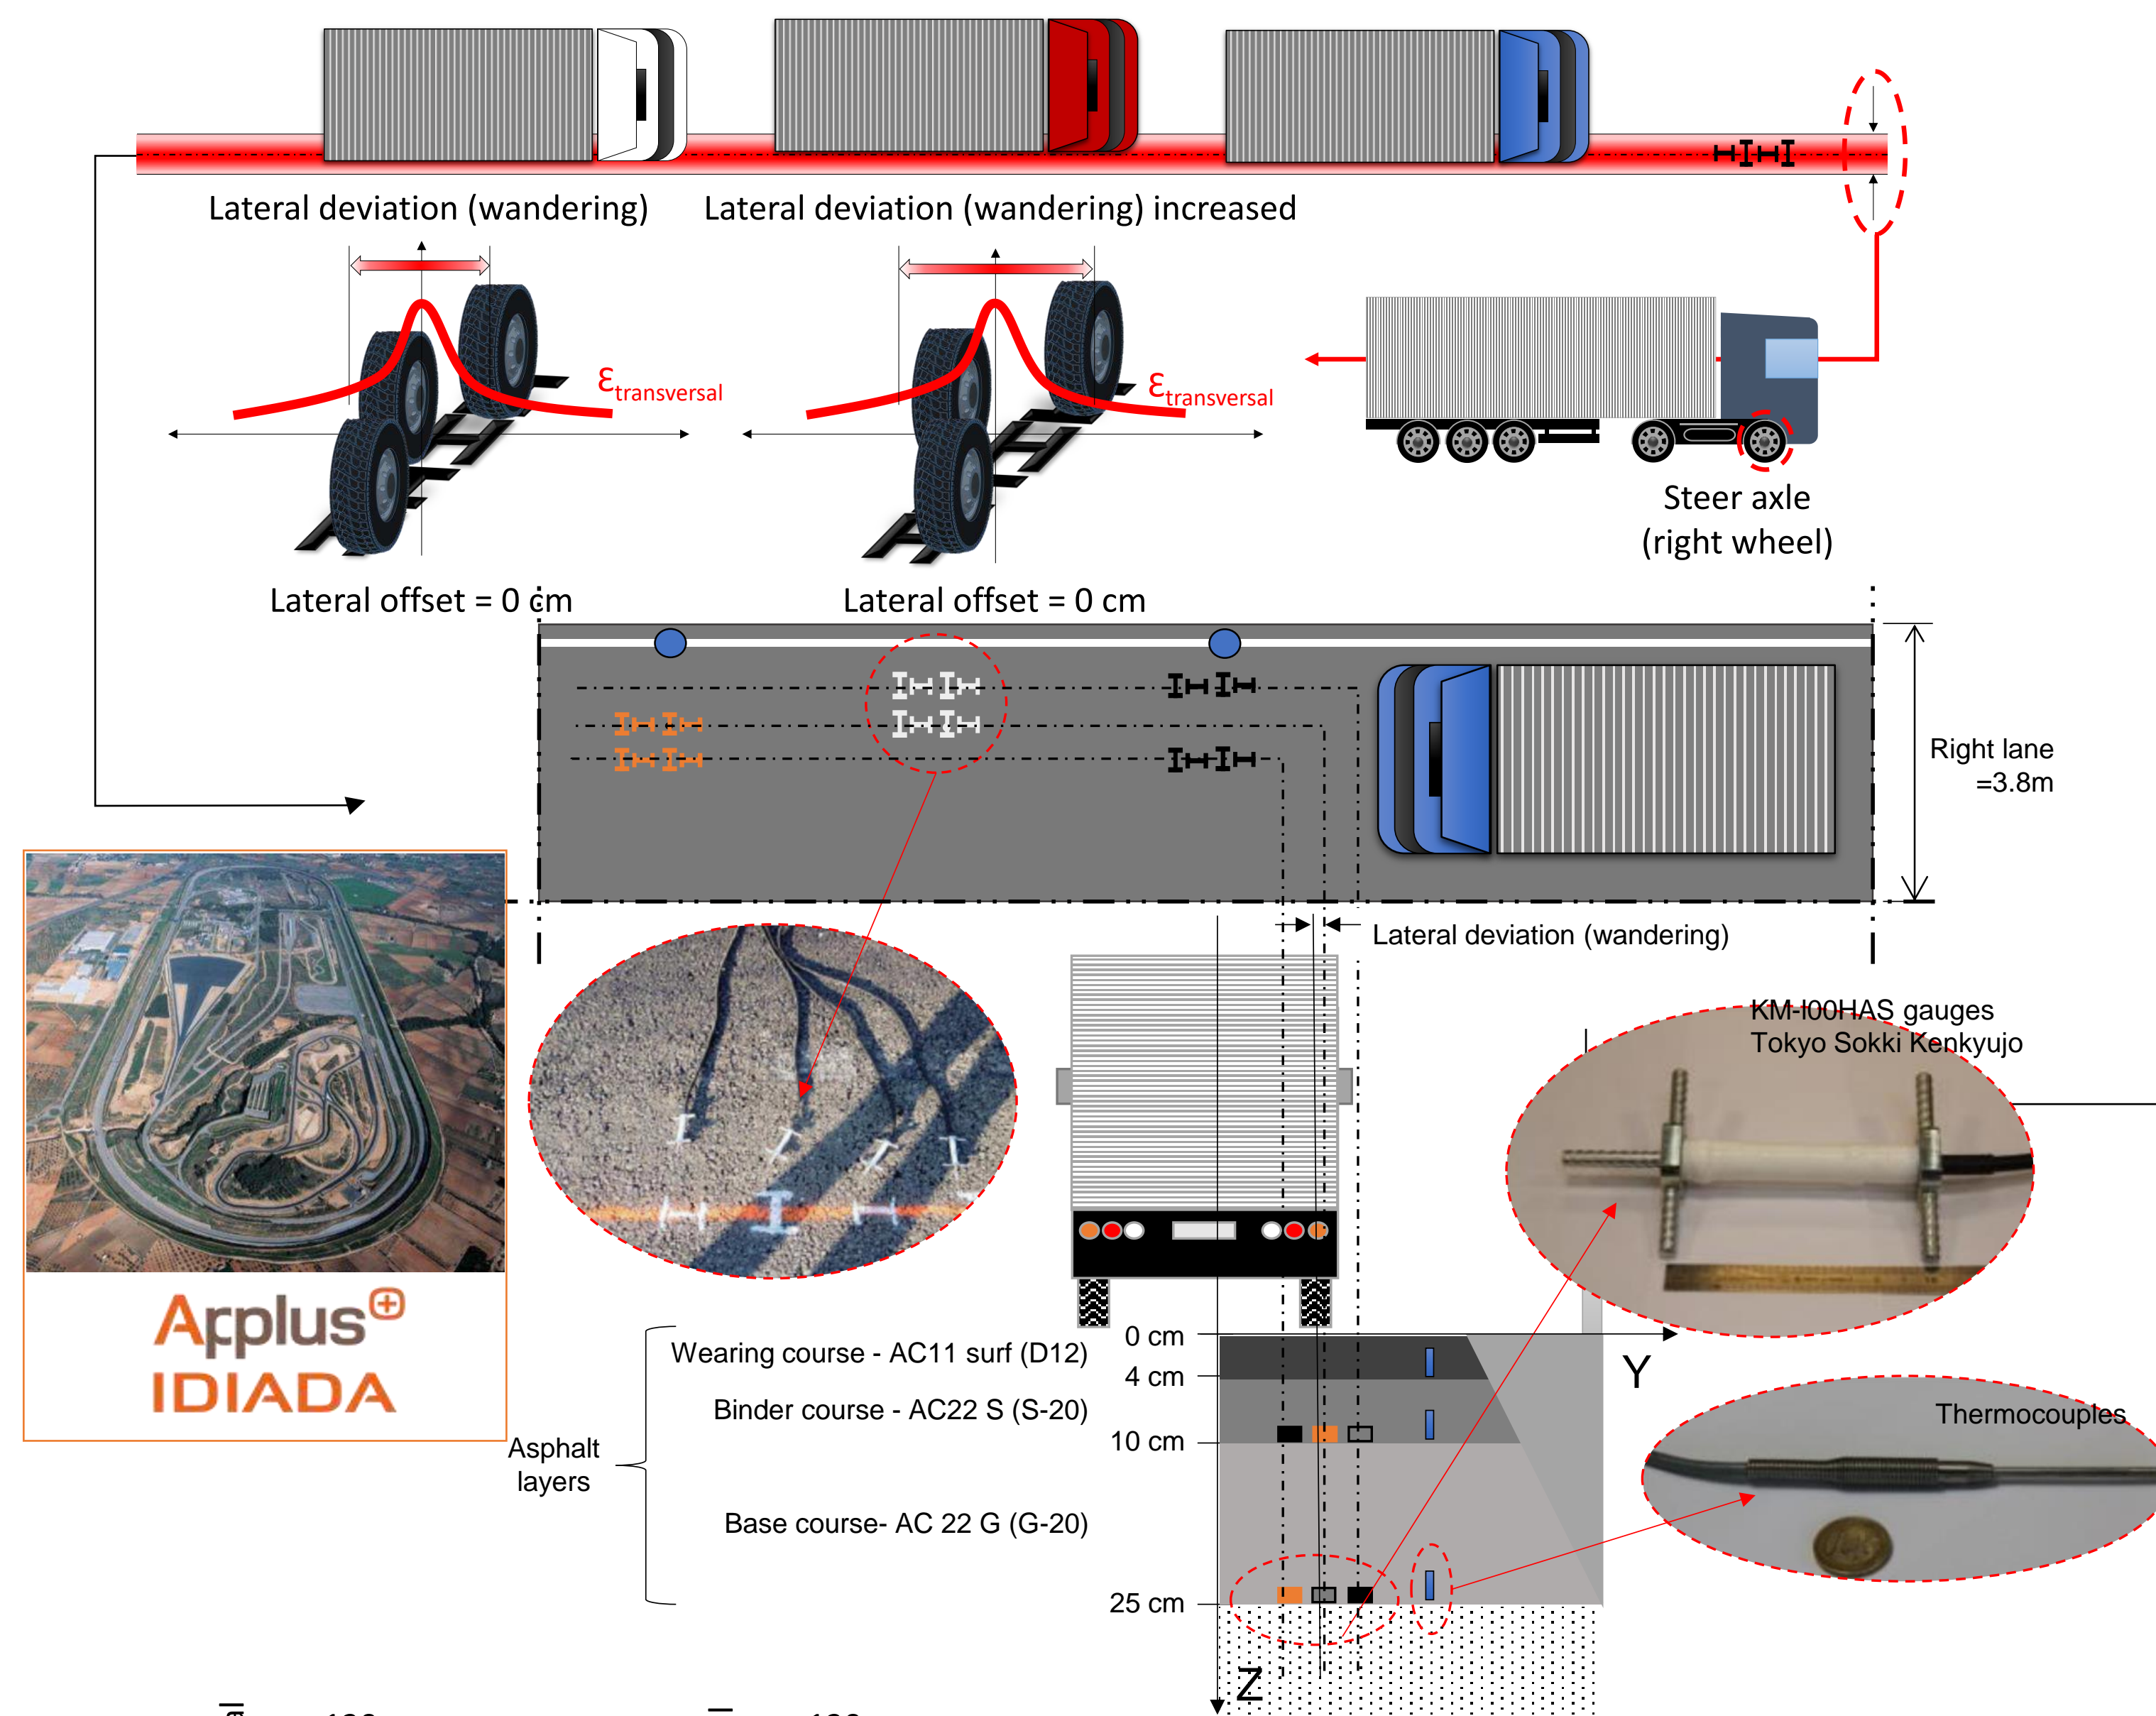 Lateral deviation (wandering)
Lateral deviation (wandering) increased
εtransversal
εtransversal
Steer axle
(right wheel)
Lateral offset = 0 cm
Lateral offset = 0 cm
Right lane
=3.8m
Lateral deviation (wandering)
KM-I00HAS gauges
Tokyo Sokki Kenkyujo
Applus+
IDIADA
0 cm
Wearing course - AC11 surf (D12)
4 cm
Y
Binder course - AC22 S (S-20)
Thermocouples
10 cm
Asphalt
layers
Base course- AC 22 G (G-20)
25 cm
Z